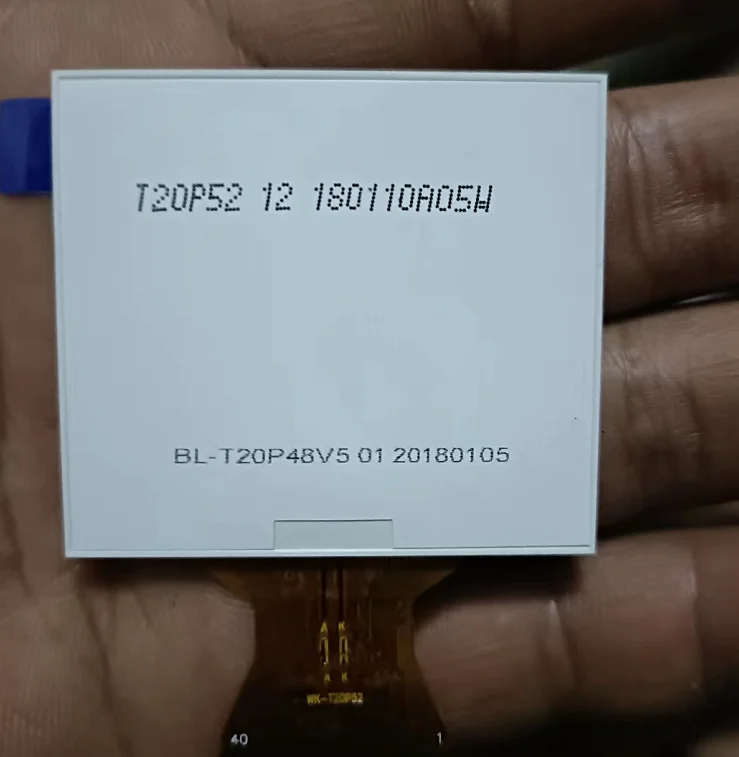 T20P52 12 180110A05W
BL-T20P48V5 01 20180105
A K
A K
WK-T20P52
40 1